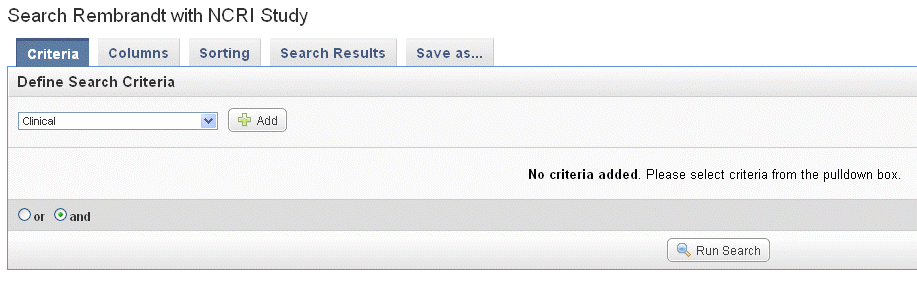 Search Rembrandt with NCRI Study
Criteria Columns Sorting Search Results Save as...
Define Search Criteria
Clinical Add
No criteria added. Please select criteria from the pulldown box.
or and
Run Search